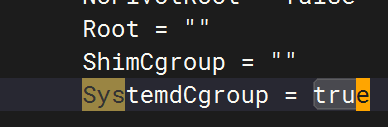 Root = ""
ShimCgroup = ""
SystemdCgroup = true